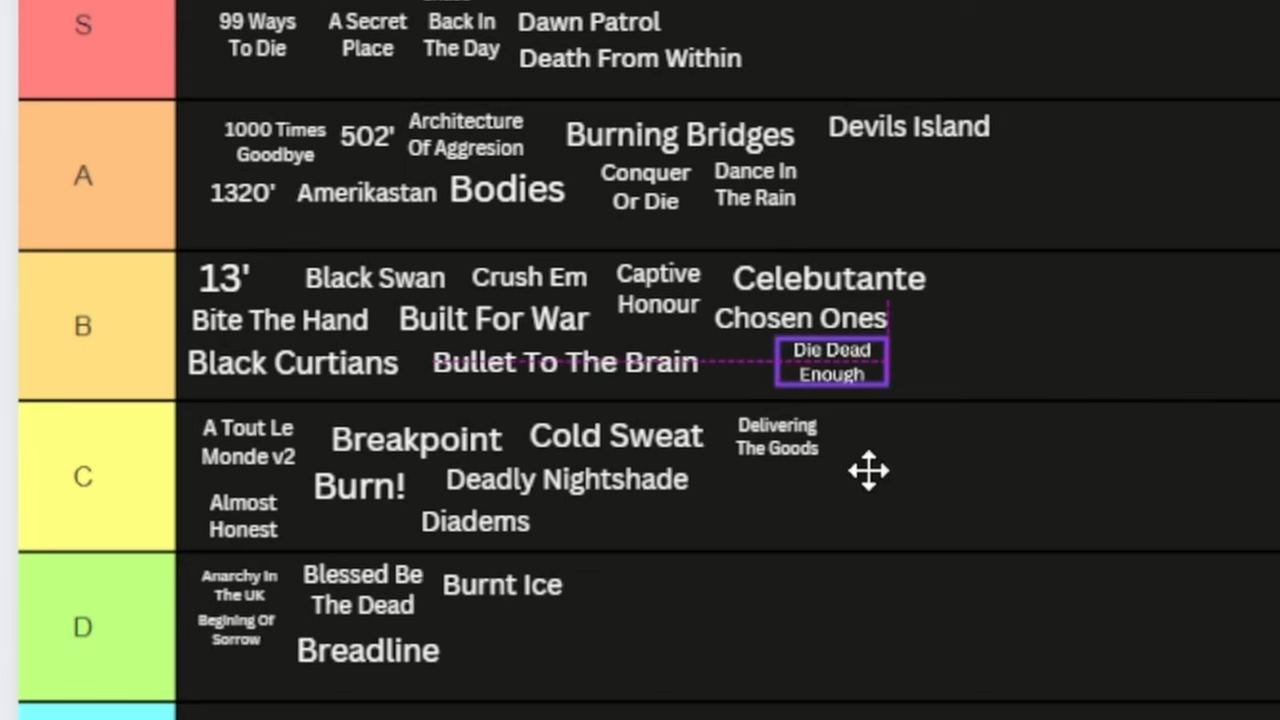 S
99 Ways
To Die
A Secret
Place
Back In
The Day
Dawn Patrol
Death From Within
A
1000 Times
Goodbye
502'
Architecture
Of Aggresion
Burning Bridges
Devils Island
1320'
Amerikastan
Bodies
Conquer
Or Die
Dance In
The Rain
B
13'
Black Swan
Crush Em
Captive
Honour
Celebutante
Bite The Hand
Built For War
Chosen Ones
Black Curtians
Bullet To The Brain
Die Dead
Enough
C
A Tout Le
Monde v2
Breakpoint
Cold Sweat
Delivering
The Goods
Almost
Honest
Burn!
Deadly Nightshade
Diadems
D
Anarchy In
The UK
Begining Of
Sorrow
Blessed Be
The Dead
Burnt Ice
Breadline